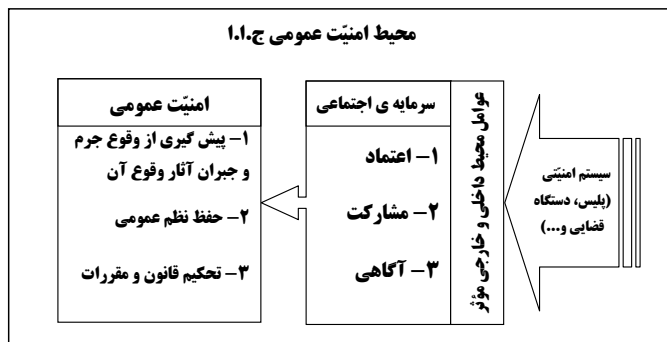 محیط امنیّت عمومی ج.ا.ا
سیستم امنیّتی
(پلیس، دستگاه
قضایی و...)
عوامل محیط داخلی و خارجی مؤثر
سرمایه ی اجتماعی
۱– اعتماد
۲– مشارکت
۳– آگاهی
امنیّت عمومی
۱– پیش گیری از وقوع جرم
و جبران آثار وقوع آن
۲– حفظ نظم عمومی
۳– تحکیم قانون و مقررات